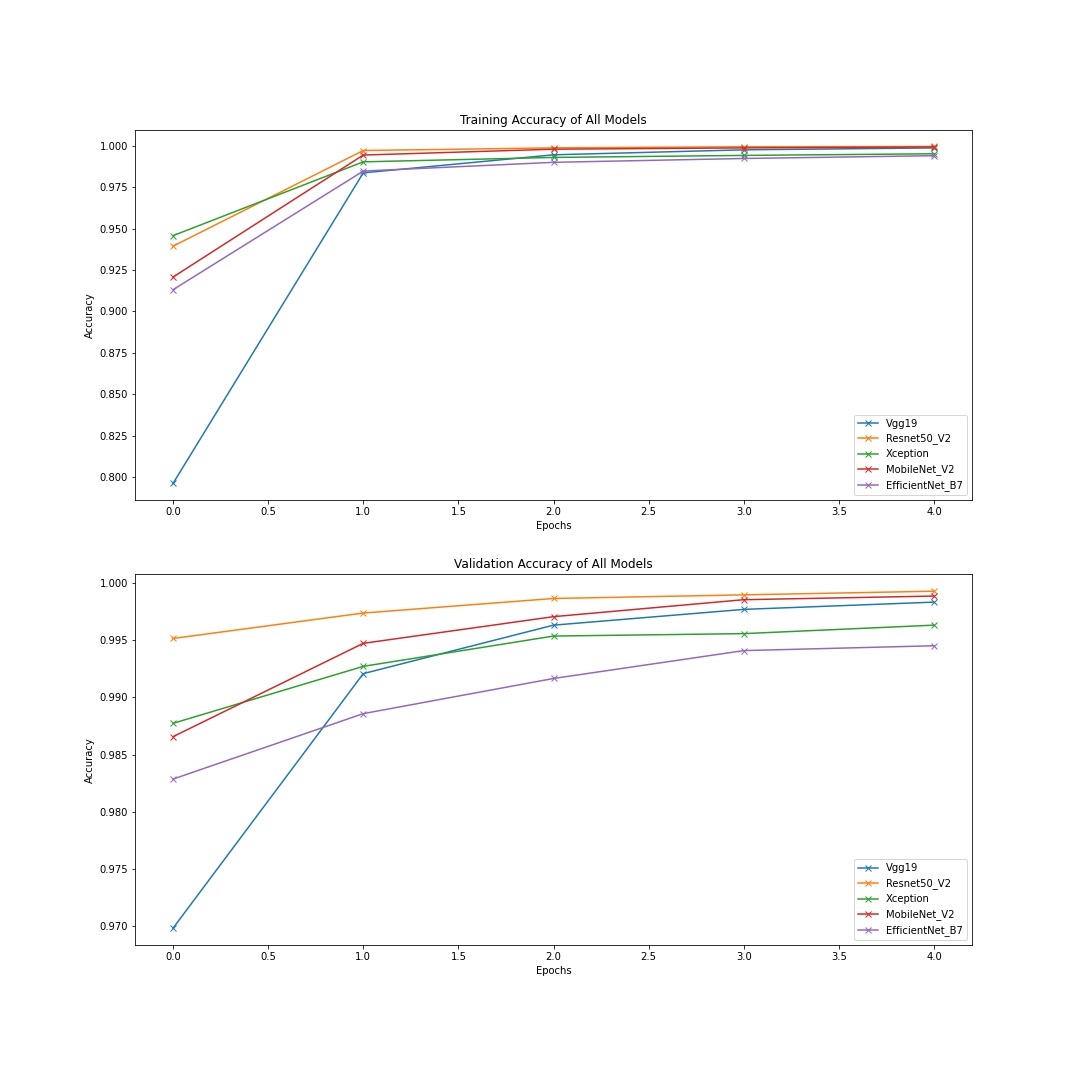 Training Accuracy of All Models
1.000
0.975
0.950
0.925
0.900
0.875
0.850
0.825
0.800
Accuracy
Vgg19
Resnet50_V2
Xception
MobileNet_V2
EfficientNet_B7
0.0 0.5 1.0 1.5 2.0 2.5 3.0 3.5 4.0
Epochs
Validation Accuracy of All Models
1.000
0.995
0.990
0.985
0.980
0.975
0.970
Accuracy
Vgg19
Resnet50_V2
Xception
MobileNet_V2
EfficientNet_B7
0.0 0.5 1.0 1.5 2.0 2.5 3.0 3.5 4.0
Epochs